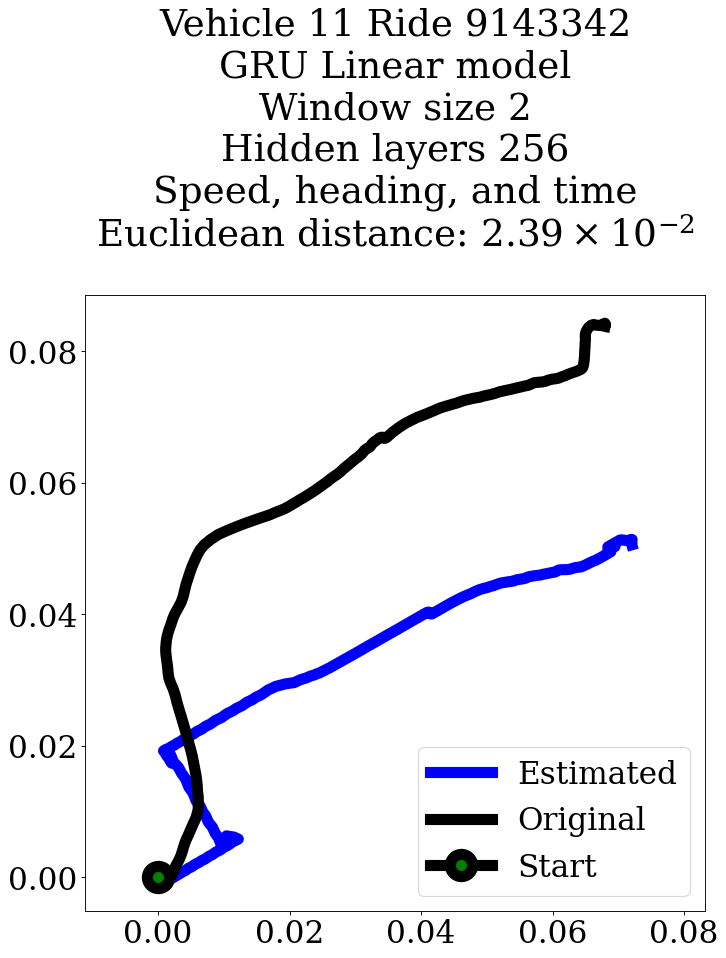 Vehicle 11 Ride 9143342
GRU Linear model
Window size 2
Hidden layers 256
Speed, heading, and time
Euclidean distance: 2.39 × 10⁻²
0.08
0.06
0.04
0.02
0.00
Estimated
Original
Start
0.00 0.02 0.04 0.06 0.08